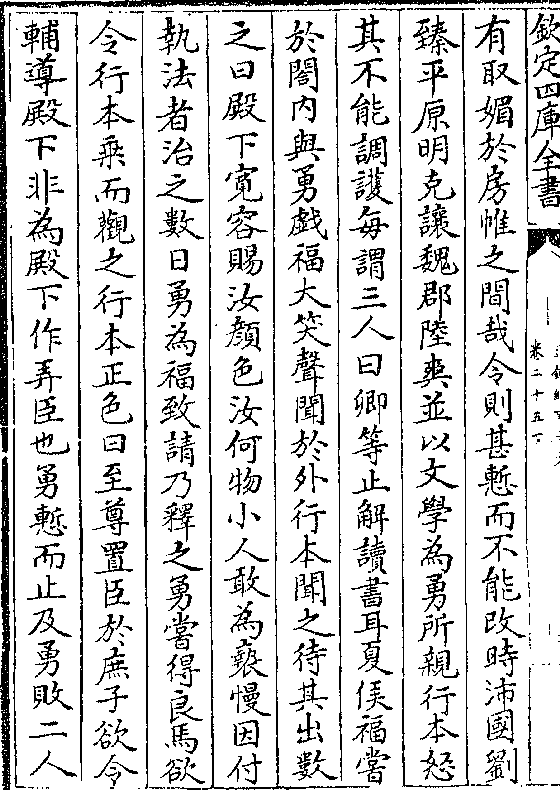 欽定四庫全書
卷二十五下
有取媚於房帷之間哉令則甚慙而不能改時沛國劉
臻平原明克讓魏郡陸爽並以文學為勇所親行本怒
其不能調護每謂三人曰卿等止解讀書耳夏侯福嘗
於閤内與勇戯福大笑聲聞於外行本聞之待其出數
之曰殿下寛容賜汝顔色汝何物小人敢為䙝慢因付
執法者治之數日勇為福致請乃釋之勇嘗得良馬欲
令行本乗而觀之行本正色曰至尊置臣於庶子欲令
輔導殿下非為殿下作弄臣也勇慙而止及勇敗二人